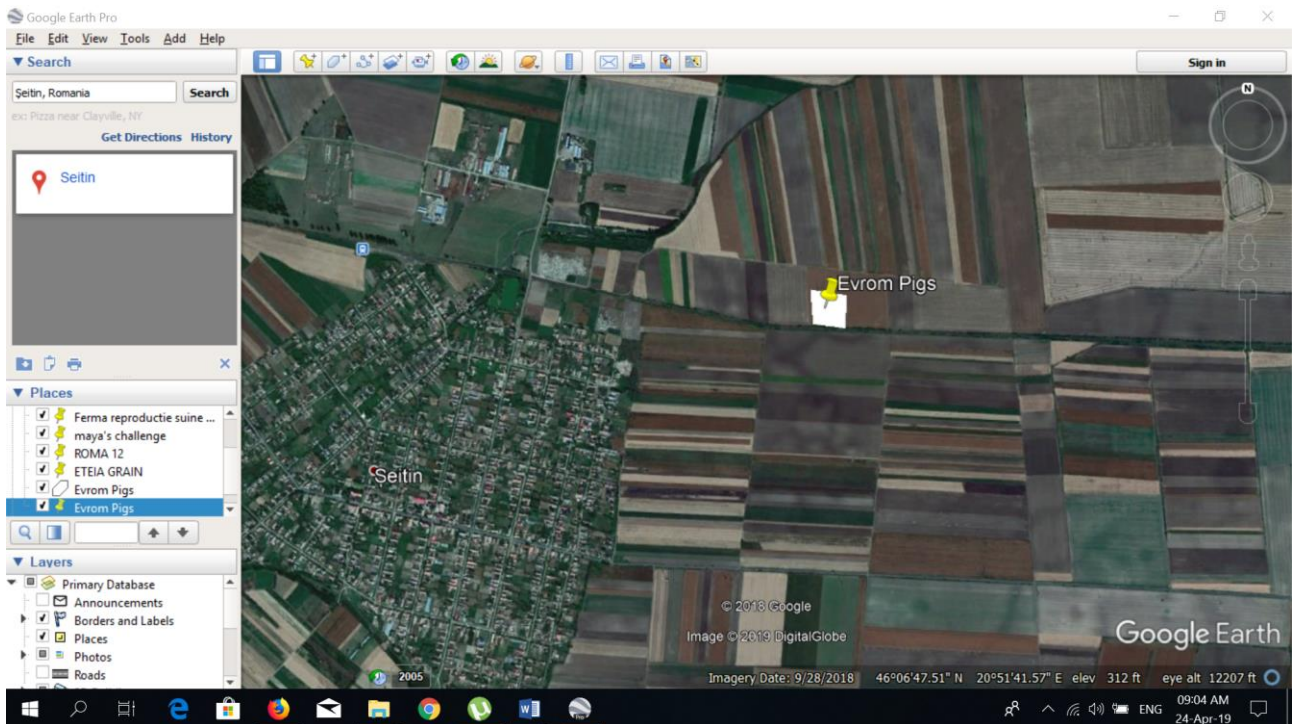 Google Earth Pro
File Edit View Tools Add Help
Search
Sign in
Şeitin, Romania
Search
ex: Pizza near Clayville, NY
Get Directions History
Seitin
N
Evrom Pigs
Seitin
Places
Ferma reproductie suine ...
maya's challenge
ROMA 12
ETEIA GRAIN
Evrom Pigs
Evrom Pigs
Layers
Primary Database
Announcements
Borders and Labels
Places
Photos
Roads
© 2018 Google
Image © 2019 DigitalGlobe
Google Earth
2005
Imagery Date: 9/28/2018 46°06'47.51" N 20°51'41.57" E elev 312 ft eye alt 12207 ft
ENG
09:04 AM
24-Apr-19